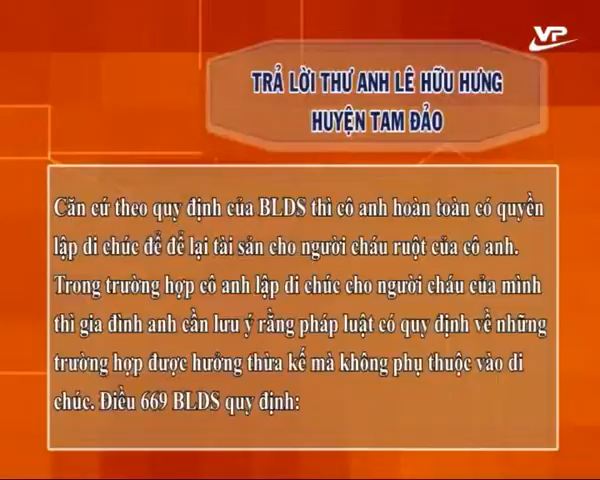 VP
TRẢ LỜI THƯ ANH LÊ HỮU HƯNG
HUYỆN TAM ĐẢO
Căn cứ theo quy định của BLDS thì cô anh hoàn toàn có quyền
lập di chúc để để lại tài sản cho người cháu ruột của cô anh.
Trong trường hợp cô anh lập di chúc cho người cháu của mình
thì gia đình anh cần lưu ý rằng pháp luật có quy định về những
trường hợp được hưởng thừa kế mà không phụ thuộc vào di
chúc. Điều 669 BLDS quy định: